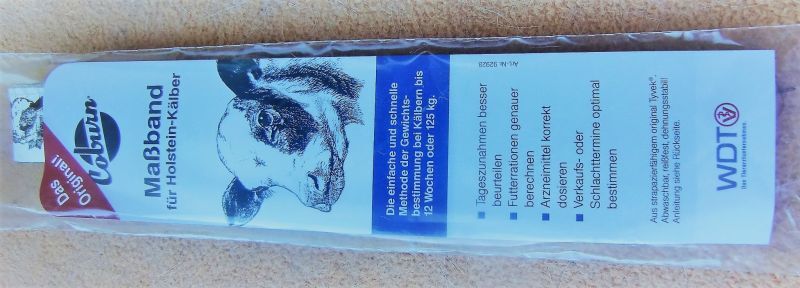 Das
Original!
Coburn
Maßband
für Holstein-Kälber
Die einfache und schnelle
Methode der Gewichts-
bestimmung bei Kälbern bis
12 Wochen oder 125 kg.
Art.-Nr. 92928
Tageszunahmen besser
beurteilen
Futterrationen genauer
berechnen
Arzneimittel korrekt
dosieren
Verkaufs- oder
Schlachttermine optimal
bestimmen
WDT
Aus strapazierfähigem original Tyvek®.
Abwaschbar, reißfest, dehnungsstabil!
Anleitung siehe Rückseite.